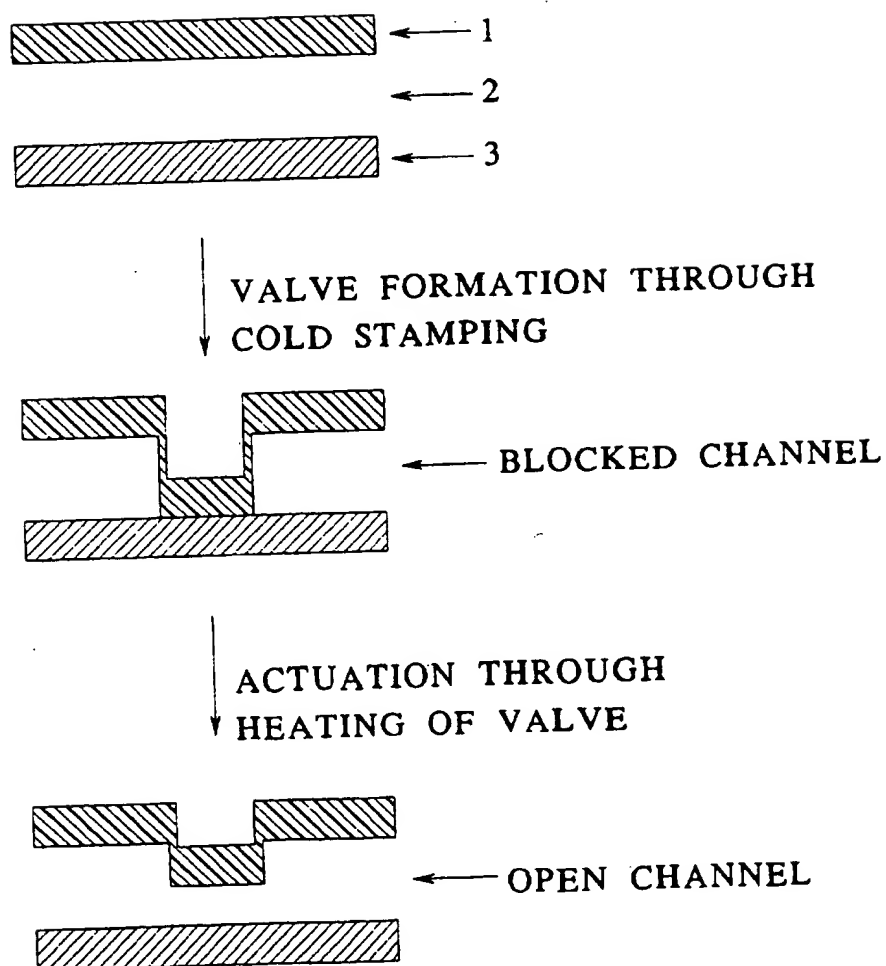 1
2
3
VALVE FORMATION THROUGH
COLD STAMPING
BLOCKED CHANNEL
ACTUATION THROUGH
HEATING OF VALVE
OPEN CHANNEL